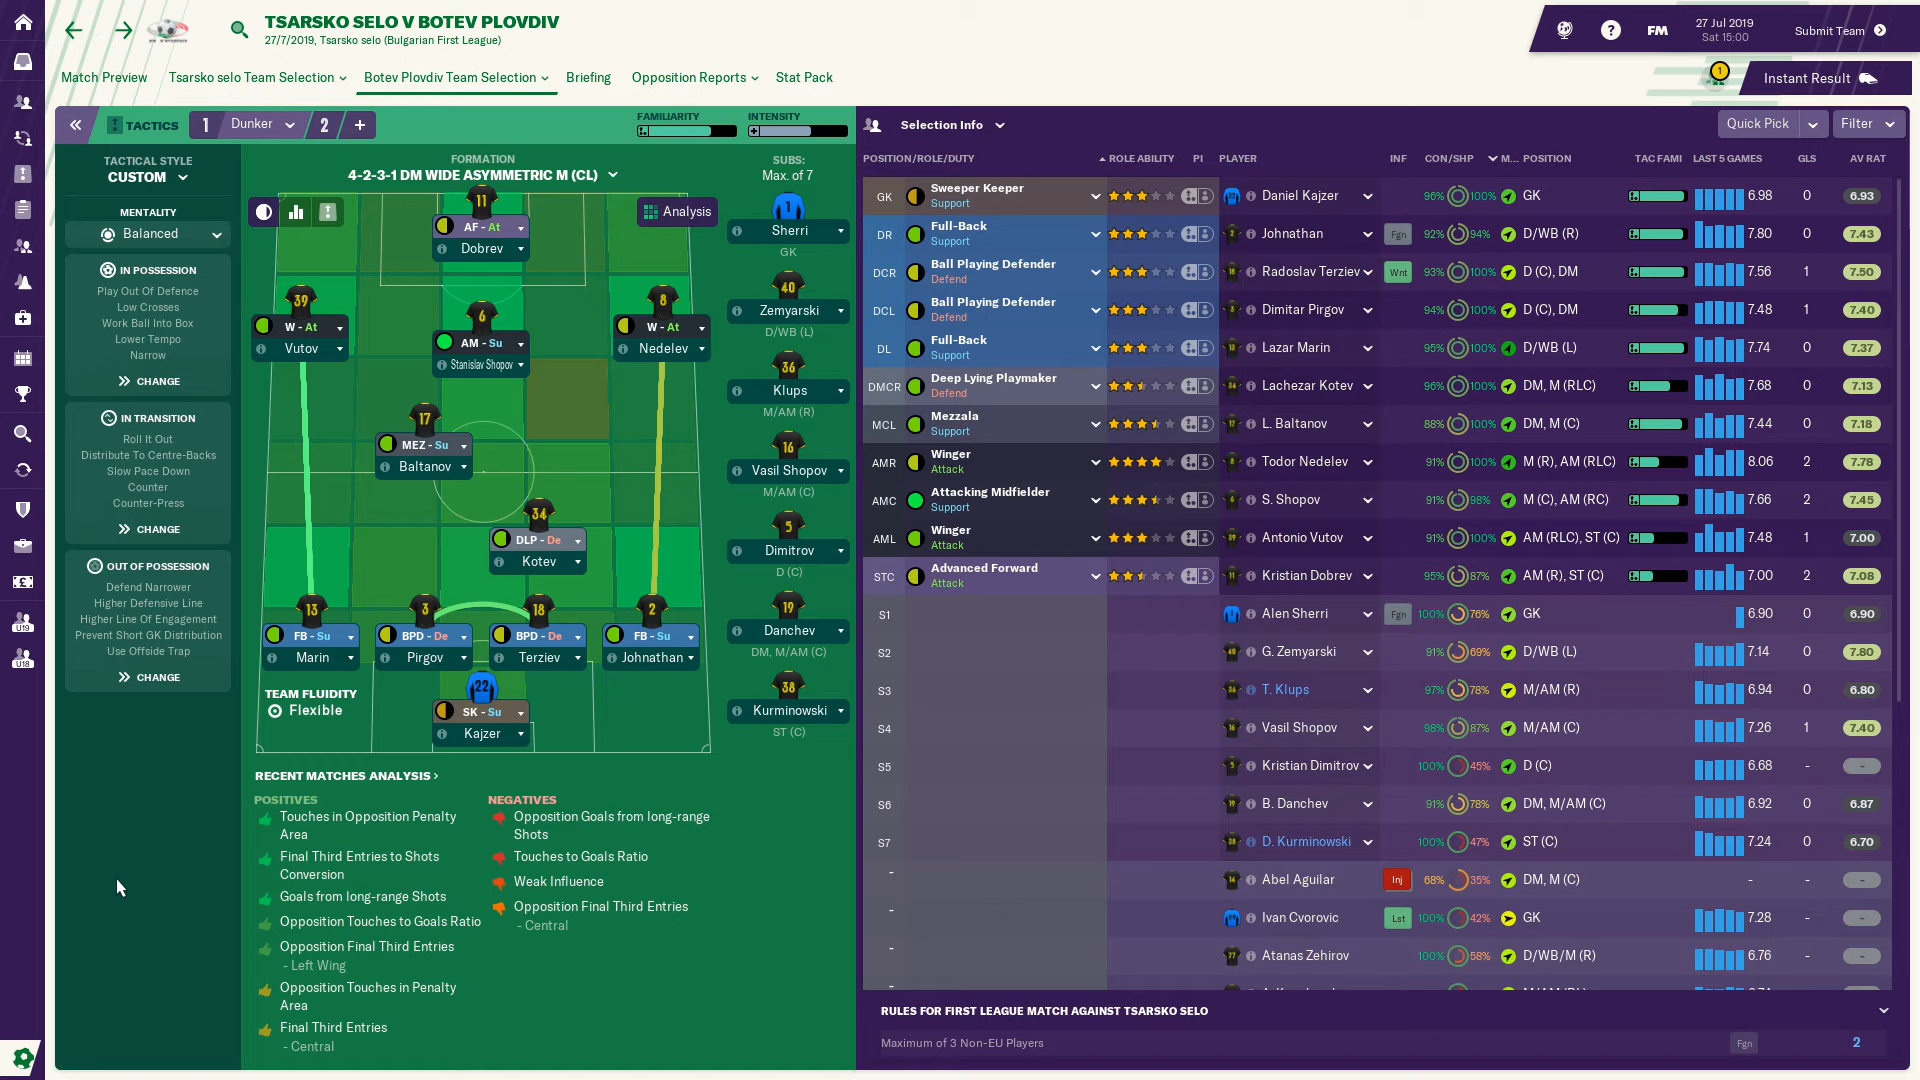 TSARSKO SELO V BOTEV PLOVDIV
27/7/2019, Tsarsko selo (Bulgarian First League)
FM
27 Jul 2019
Sat 15:00
Submit Team
Match Preview
Tsarsko selo Team Selection
Botev Plovdiv Team Selection
Briefing
Opposition Reports
Stat Pack
1
Instant Result
TACTICS
1 Dunker
2
+
FAMILIARITY
INTENSITY
TACTICAL STYLE
CUSTOM
MENTALITY
Balanced
IN POSSESSION
Play Out Of Defence
Low Crosses
Work Ball Into Box
Lower Tempo
Narrow
CHANGE
IN TRANSITION
Roll It Out
Distribute To Centre-Backs
Slow Pace Down
Counter
Counter-Press
CHANGE
OUT OF POSSESSION
Defend Narrower
Higher Defensive Line
Higher Line Of Engagement
Prevent Short GK Distribution
Use Offside Trap
CHANGE
U19
U18
FORMATION
4-2-3-1 DM WIDE ASYMMETRIC M (CL)
Analysis
11
AF - At
Dobrev
39
W - At
Vutov
6
AM - Su
Stanislav Shopov
8
W - At
Nedelev
17
MEZ - Su
Baltanov
34
DLP - De
Kotev
13
FB - Su
Marin
3
BPD - De
Pirgov
18
BPD - De
Terziev
2
FB - Su
Johnathan
22
SK - Su
Kajzer
TEAM FLUIDITY
Flexible
SUBS:
Max. of 7
1
Sherri
GK
40
Zemyarski
D/WB (L)
36
Klups
M/AM (R)
16
Vasil Shopov
M/AM (C)
5
Dimitrov
D (C)
19
Danchev
DM, M/AM (C)
38
Kurminowski
ST (C)
RECENT MATCHES ANALYSIS >
POSITIVES
Touches in Opposition Penalty
Area
Final Third Entries to Shots
Conversion
Goals from long-range Shots
Opposition Touches to Goals Ratio
Opposition Final Third Entries
- Left Wing
Opposition Touches in Penalty
Area
Final Third Entries
- Central
NEGATIVES
Opposition Goals from long-range
Shots
Touches to Goals Ratio
Weak Influence
Opposition Final Third Entries
- Central
Selection Info
Quick Pick
Filter
POSITION/ROLE/DUTY ROLE ABILITY PI PLAYER INF CON/SHP M... POSITION TAC FAMI LAST 5 GAMES GLS AV RAT
GK Sweeper Keeper Support Daniel Kajzer 96% 100% GK 6.98 0 6.93
DR Full-Back Support Johnathan Fgn 92% 94% D/WB (R) 7.80 0 7.43
DCR Ball Playing Defender Defend Radoslav Terziev Wnt 93% 100% D (C), DM 7.56 1 7.50
DCL Ball Playing Defender Defend Dimitar Pirgov 94% 100% D (C), DM 7.48 1 7.40
DL Full-Back Support Lazar Marin 95% 100% D/WB (L) 7.74 0 7.37
DMCR Deep Lying Playmaker Defend Lachezar Kotev 96% 100% DM, M (RLC) 7.68 0 7.13
MCL Mezzala Support L. Baltanov 88% 100% DM, M (C) 7.44 0 7.18
AMR Winger Attack Todor Nedelev 91% 100% M (R), AM (RLC) 8.06 2 7.78
AMC Attacking Midfielder Support S. Shopov 91% 98% M (C), AM (RC) 7.66 2 7.45
AML Winger Attack Antonio Vutov 91% 100% AM (RLC), ST (C) 7.48 1 7.00
STC Advanced Forward Attack Kristian Dobrev 95% 87% AM (R), ST (C) 7.00 2 7.08
S1 Alen Sherri Fgn 100% 76% GK 6.90 0 6.90
S2 G. Zemyarski 91% 69% D/WB (L) 7.14 0 7.80
S3 T. Klups 97% 78% M/AM (R) 6.94 0 6.80
S4 Vasil Shopov 98% 87% M/AM (C) 7.26 1 7.40
S5 Kristian Dimitrov 100% 45% D (C) 6.68 - -
S6 B. Danchev 91% 78% DM, M/AM (C) 6.92 0 6.87
S7 D. Kurminowski 100% 47% ST (C) 7.24 0 6.70
- Abel Aguilar Inj 68% 35% DM, M (C) - - -
- Ivan Cvorovic Lst 100% 42% GK 7.28 - -
- Atanas Zehirov 100% 58% D/WB/M (R) 6.76 - -
RULES FOR FIRST LEAGUE MATCH AGAINST TSARSKO SELO
Maximum of 3 Non-EU Players Fgn 2